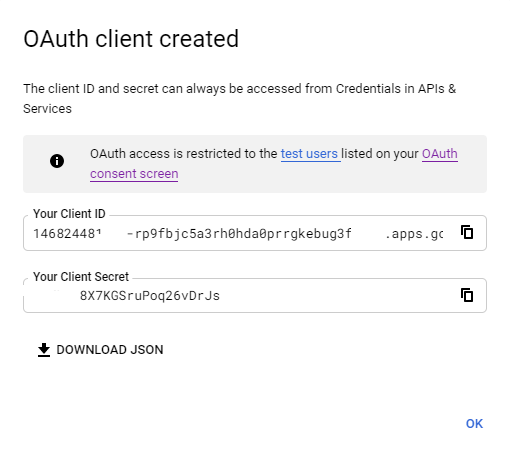 OAuth client created
The client ID and secret can always be accessed from Credentials in APIs &
Services
OAuth access is restricted to the test users listed on your OAuth
consent screen
Your Client ID
146824481 -rp9fbjc5a3rh0hda0prrgkebug3f .apps.gc
Your Client Secret
8X7KGSruPoq26vDrJs
DOWNLOAD JSON
OK